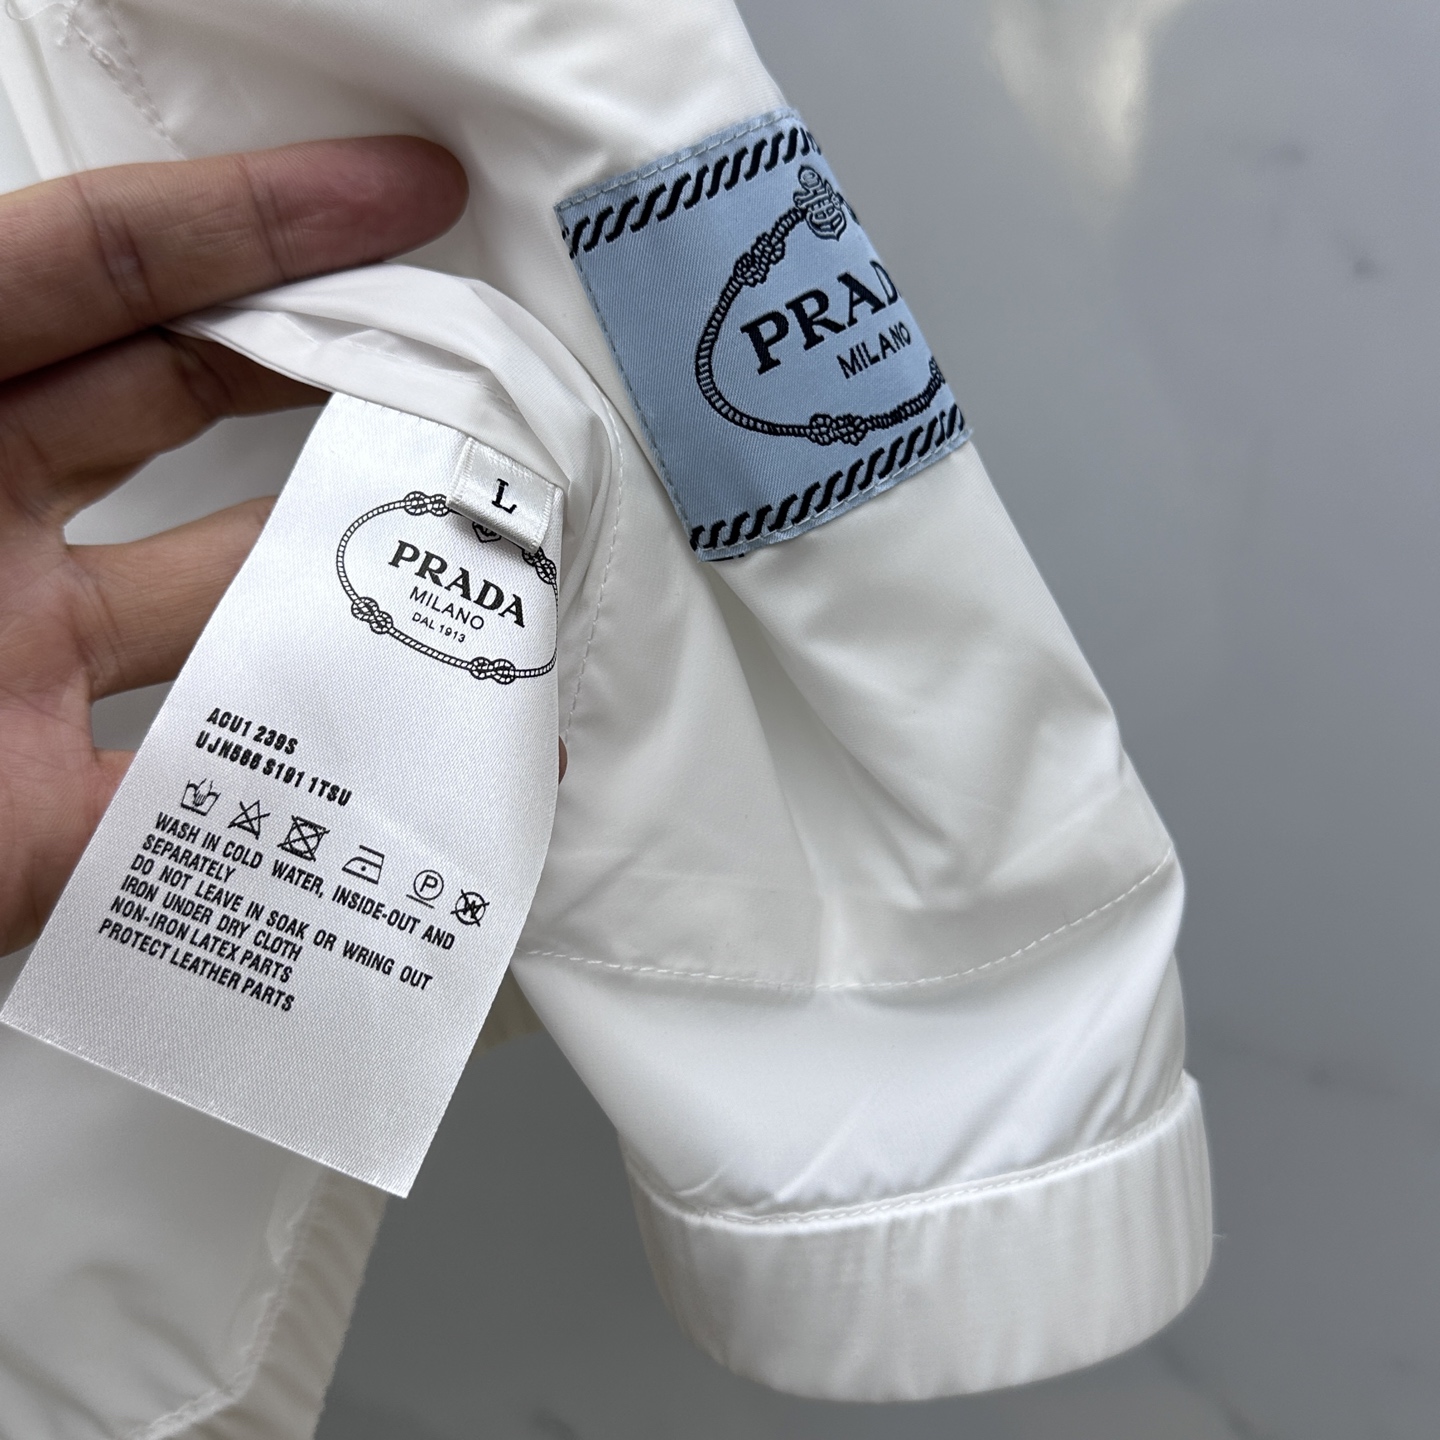 PRADA
MILANO
L
PRADA
MILANO
DAL 1913
ACU1 239S
UJN566 S191 1TSU
P
W
WASH IN COLD WATER, INSIDE-OUT AND
SEPARATELY
DO NOT LEAVE IN SOAK OR WRING OUT
IRON UNDER DRY CLOTH
NON-IRON LATEX PARTS
PROTECT LEATHER PARTS